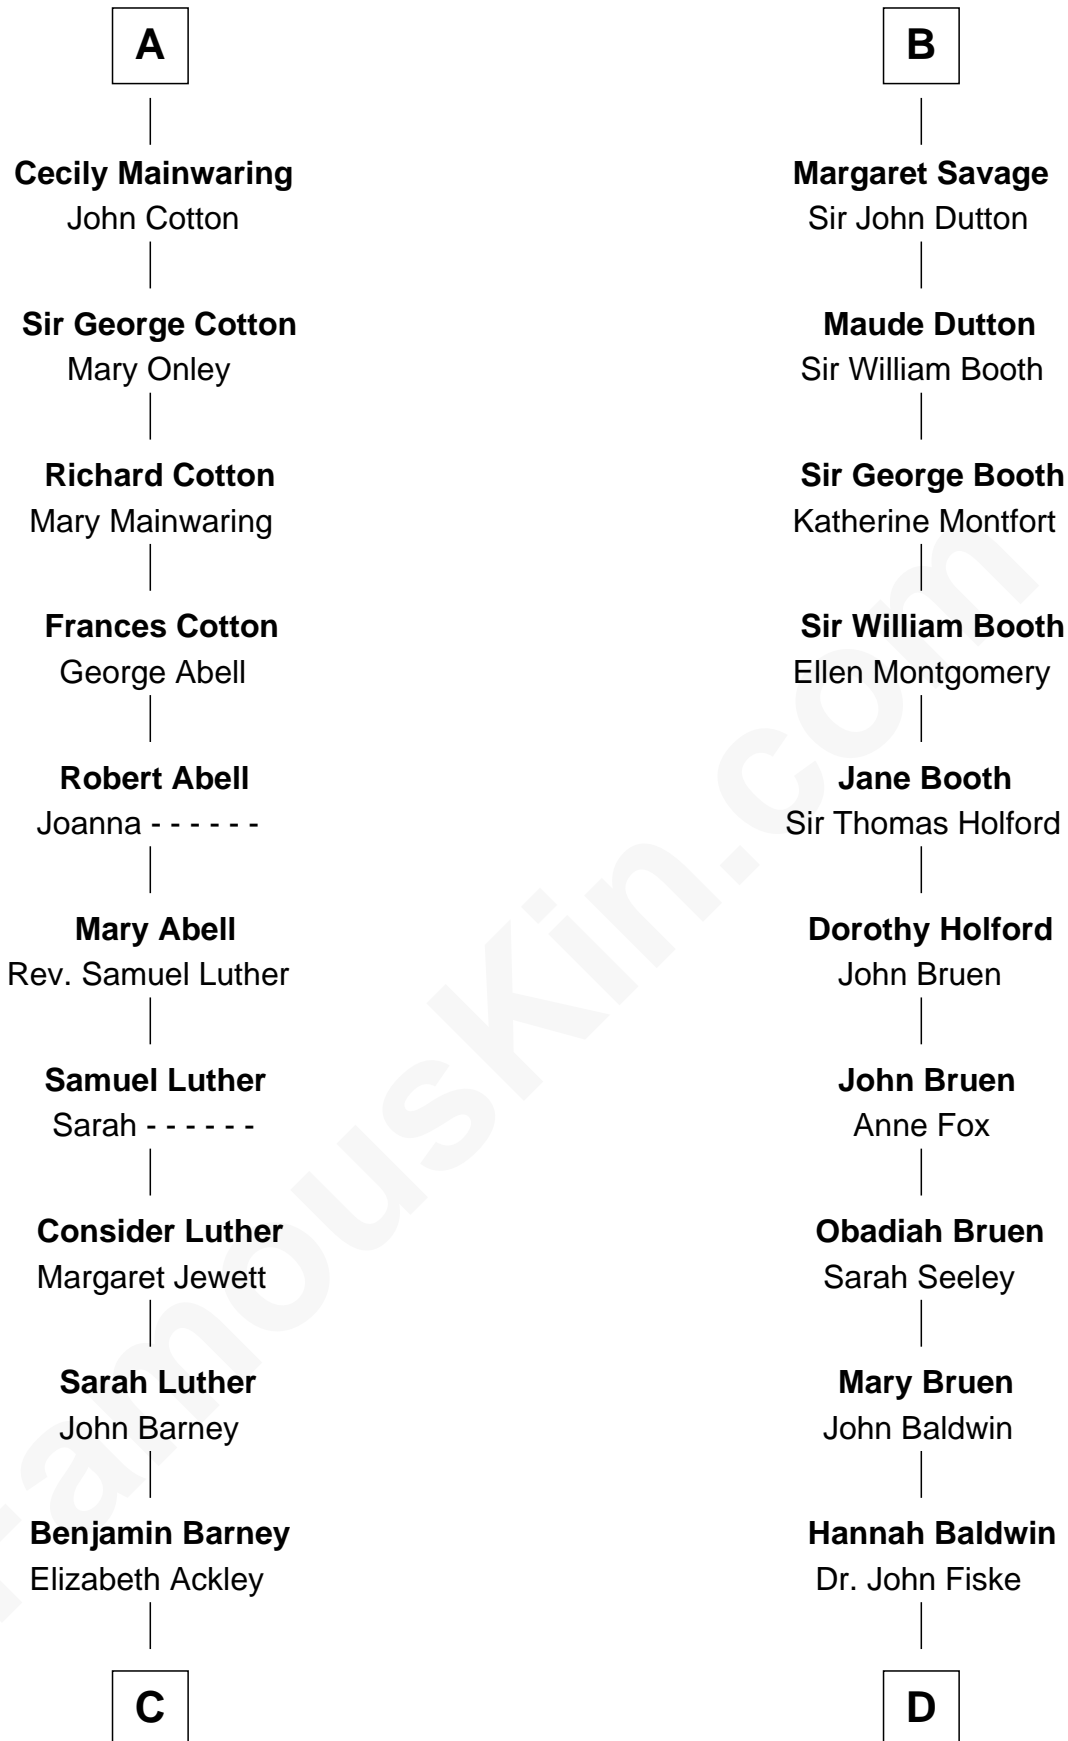 A
Cecily Mainwaring
John Cotton
Sir George Cotton
Mary Onley
Richard Cotton
Mary Mainwaring
Frances Cotton
George Abell
Robert Abell
Joanna - - - - - -
Mary Abell
Rev. Samuel Luther
Samuel Luther
Sarah - - - - - -
Consider Luther
Margaret Jewett
Sarah Luther
John Barney
Benjamin Barney
Elizabeth Ackley
C
B
Margaret Savage
Sir John Dutton
Maude Dutton
Sir William Booth
Sir George Booth
Katherine Montfort
Sir William Booth
Ellen Montgomery
Jane Booth
Sir Thomas Holford
Dorothy Holford
John Bruen
John Bruen
Anne Fox
Obadiah Bruen
Sarah Seeley
Mary Bruen
John Baldwin
Hannah Baldwin
Dr. John Fiske
D
FamousKin.com